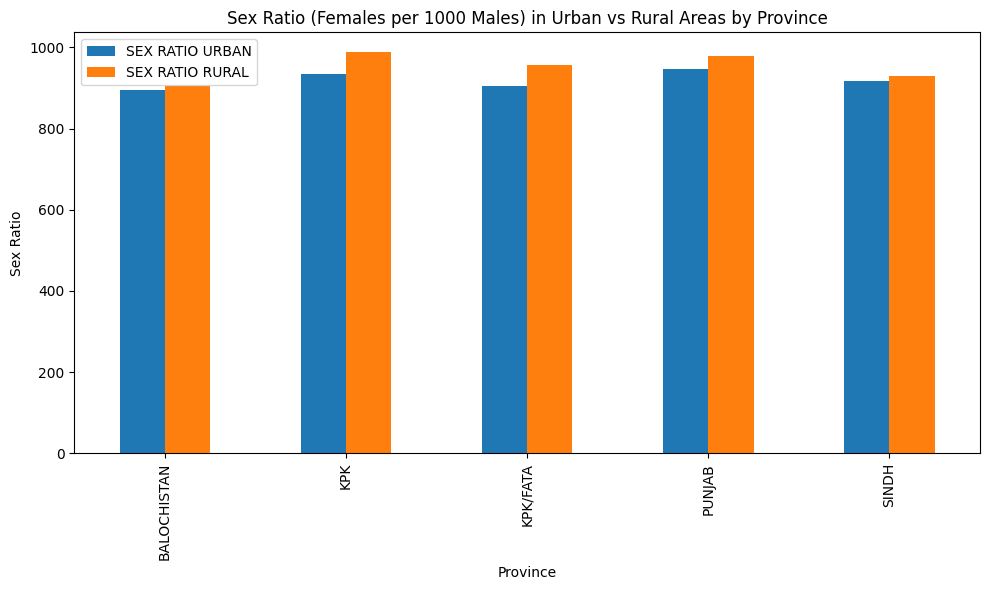 Sex Ratio (Females per 1000 Males) in Urban vs Rural Areas by Province
SEX RATIO URBAN
SEX RATIO RURAL
Sex Ratio
1000
800
600
400
200
0
BALOCHISTAN
KPK
KPK/FATA
PUNJAB
SINDH
Province